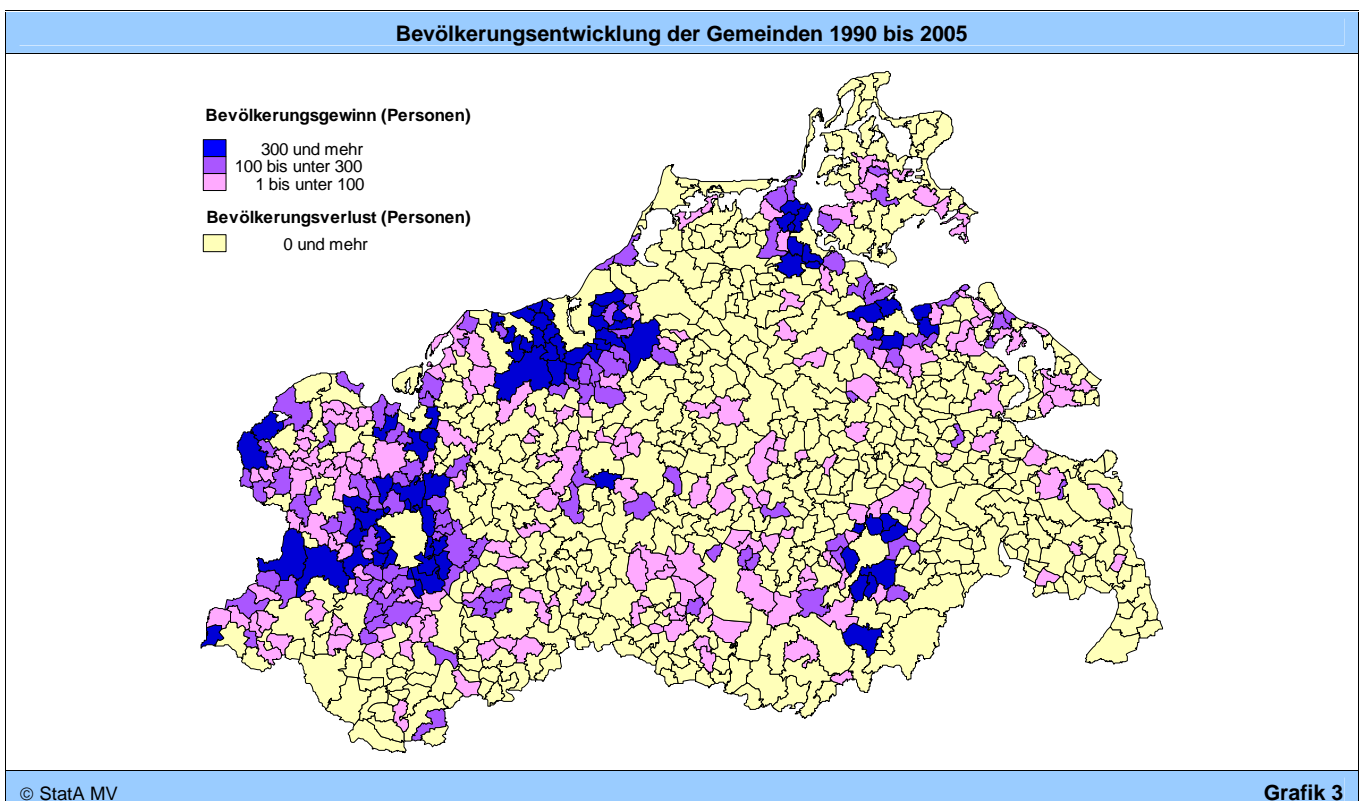 Bevölkerungsentwicklung der Gemeinden 1990 bis 2005
Bevölkerungsgewinn (Personen)
300 und mehr
100 bis unter 300
1 bis unter 100
Bevölkerungsverlust (Personen)
0 und mehr
© StatA MV
Grafik 3